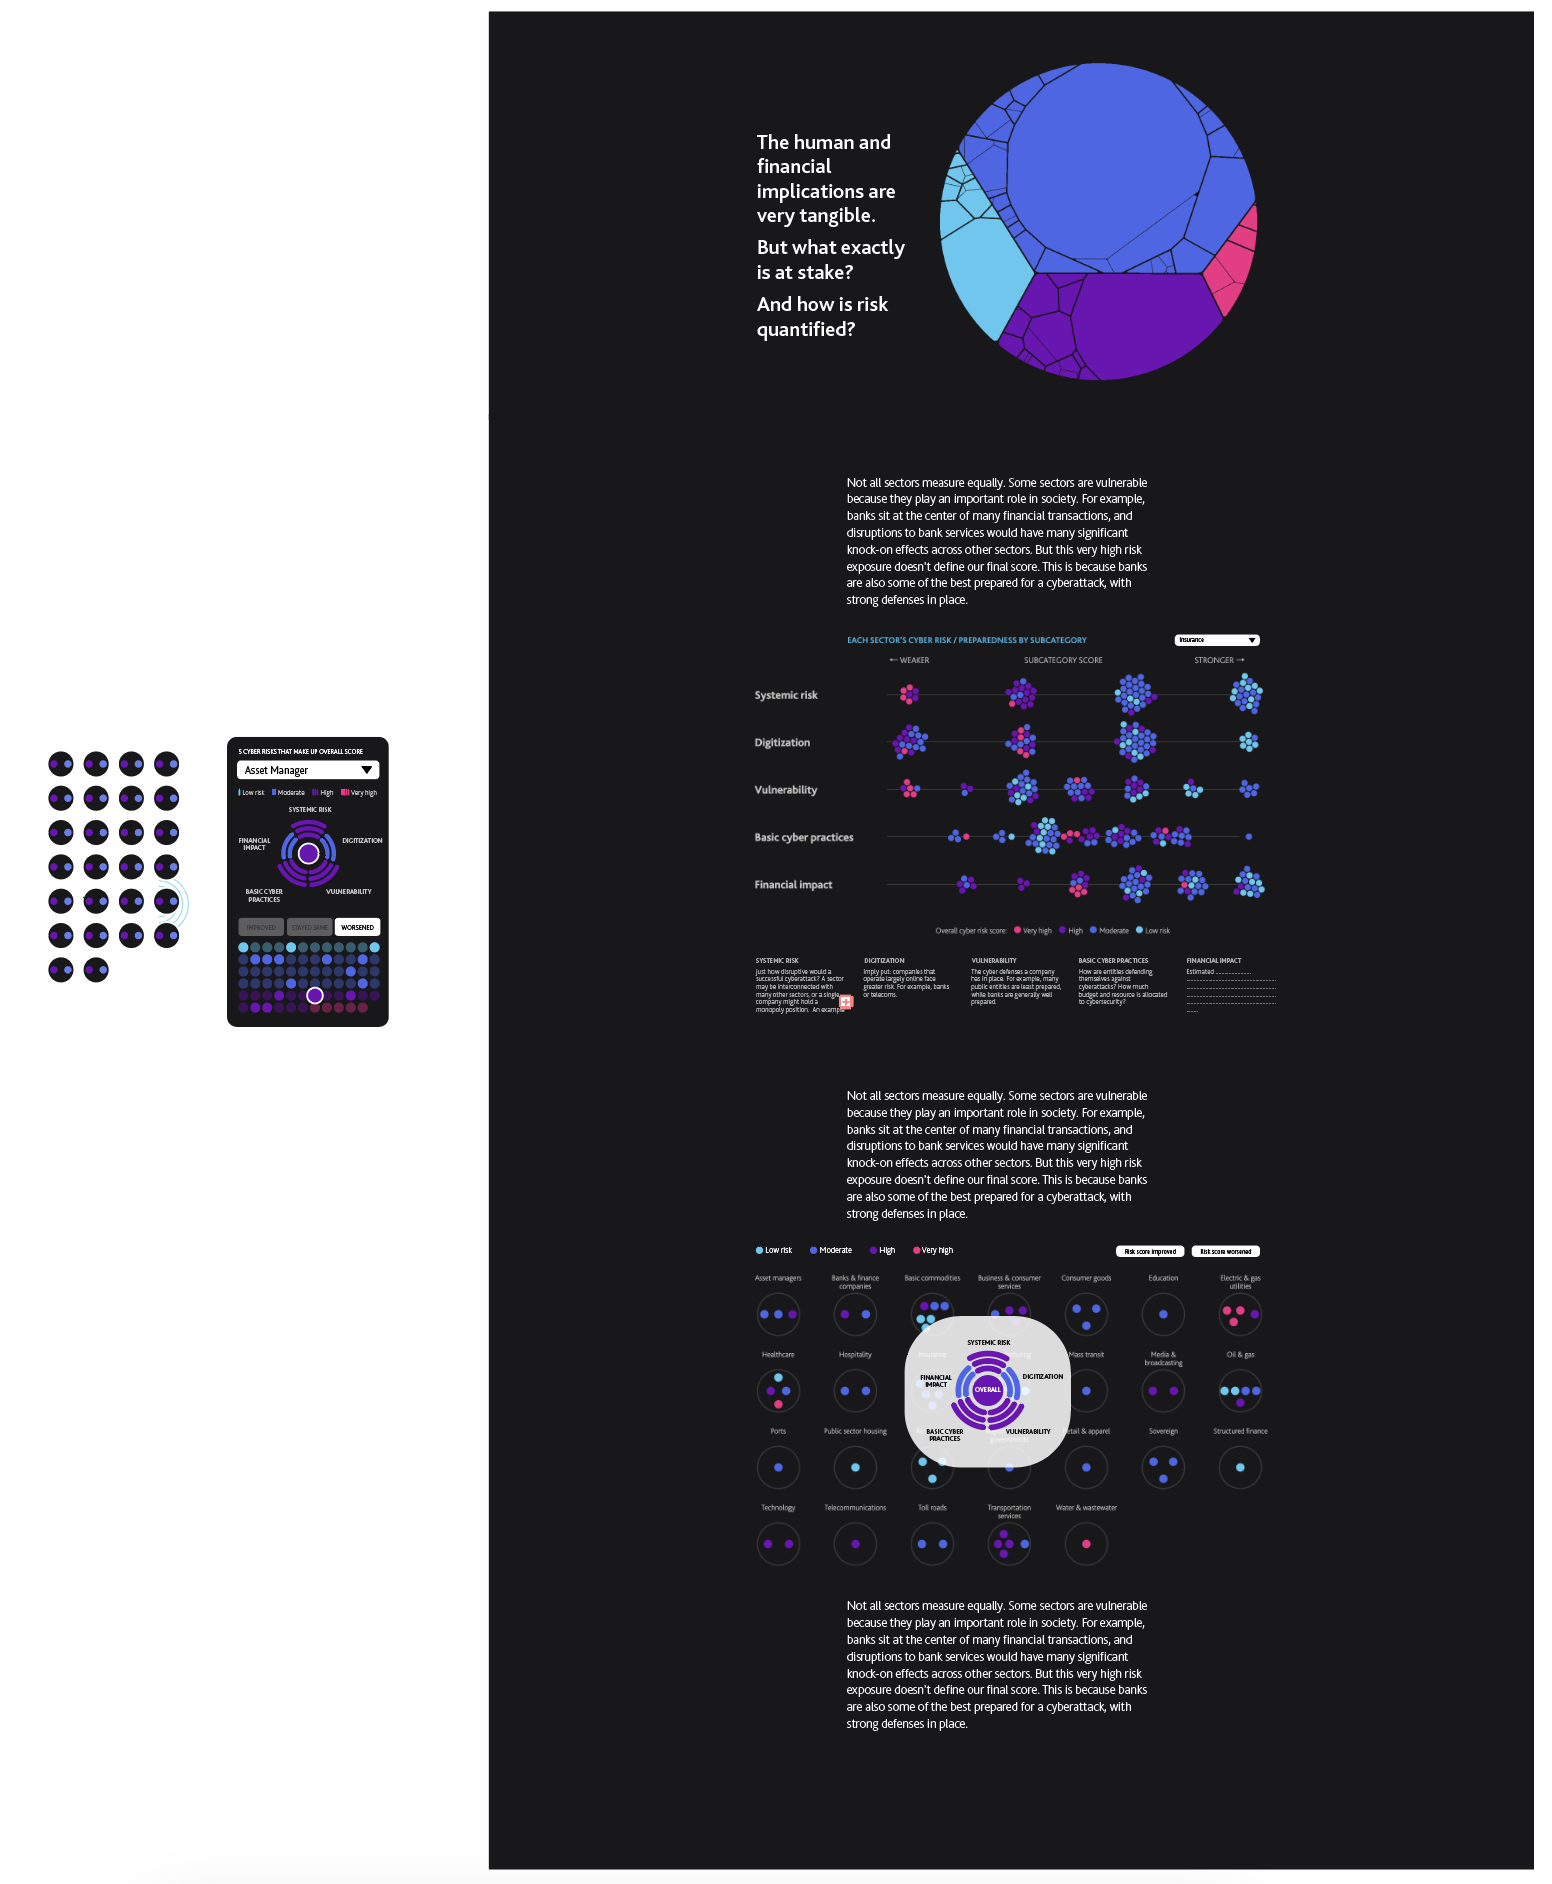 The human and
financial
implications are
very tangible.
But what exactly
is at stake?
And how is risk
quantified?
Not all sectors measure equally. Some sectors are vulnerable
because they play an important role in society. For example,
banks sit at the center of many financial transactions, and
disruptions to bank services would have many significant
knock-on effects across other sectors. But this very high risk
exposure doesn't define our final score. This is because banks
are also some of the best prepared for a cyberattack, with
strong defenses in place.
EACH SECTOR'S CYBER RISK / PREPAREDNESS BY SUBCATEGORY
Insurance
← WEAKER SUBCATEGORY SCORE STRONGER →
Systemic risk
Digitization
Vulnerability
Basic cyber practices
Financial impact
Overall cyber risk score: Very high High Moderate Low risk
SYSTEMIC RISK
Just how disruptive would a
successful cyberattack? A sector
may be interconnected with
many other sectors, or a single
company might hold a
monopoly position. An example
DIGITIZATION
Imply put: companies that
operate largely online face
greater risk. For example, banks
or telecoms.
VULNERABILITY
The cyber defenses a company
has in place. For example, many
public entities are least prepared,
while banks are generally well
prepared.
BASIC CYBER PRACTICES
How are entities defending
themselves against
cyberattacks? How much
budget and resource is allocated
to cybersecurity?
FINANCIAL IMPACT
Estimated
5 CYBER RISKS THAT MAKE UP OVERALL SCORE
Asset Manager
Low risk Moderate High Very high
SYSTEMIC RISK
FINANCIAL
IMPACT
DIGITIZATION
BASIC CYBER
PRACTICES
VULNERABILITY
IMPROVED STAYED SAME WORSENED
Not all sectors measure equally. Some sectors are vulnerable
because they play an important role in society. For example,
banks sit at the center of many financial transactions, and
disruptions to bank services would have many significant
knock-on effects across other sectors. But this very high risk
exposure doesn't define our final score. This is because banks
are also some of the best prepared for a cyberattack, with
strong defenses in place.
Low risk Moderate High Very high
Risk score improved Risk score worsened
Asset managers
Banks & finance
companies
Basic commodities
Business & consumer
services
Consumer goods
Education
Electric & gas
utilities
Healthcare
Hospitality
Mass transit
Media &
broadcasting
Oil & gas
SYSTEMIC RISK
FINANCIAL
IMPACT
DIGITIZATION
OVERALL
BASIC CYBER
PRACTICES
VULNERABILITY
Ports
Public sector housing
& apparel
Sovereign
Structured finance
Technology
Telecommunications
Toll roads
Transportation
services
Water & wastewater
Not all sectors measure equally. Some sectors are vulnerable
because they play an important role in society. For example,
banks sit at the center of many financial transactions, and
disruptions to bank services would have many significant
knock-on effects across other sectors. But this very high risk
exposure doesn't define our final score. This is because banks
are also some of the best prepared for a cyberattack, with
strong defenses in place.